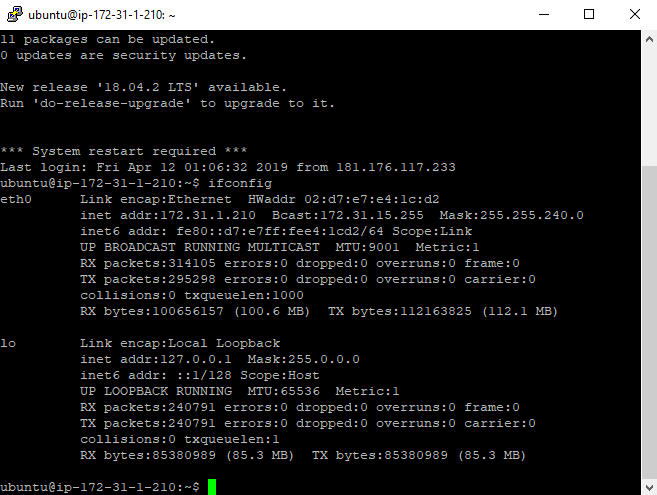 ubuntu@ip-172-31-1-210: ~
11 packages can be updated.
0 updates are security updates.
New release '18.04.2 LTS' available.
Run 'do-release-upgrade' to upgrade to it.
*** System restart required ***
Last login: Fri Apr 12 01:06:32 2019 from 181.176.117.233
ubuntu@ip-172-31-1-210:~$ ifconfig
eth0      Link encap:Ethernet  HWaddr 02:d7:e7:e4:1c:d2
          inet addr:172.31.1.210  Bcast:172.31.15.255  Mask:255.255.240.0
          inet6 addr: fe80::d7:e7ff:fee4:1cd2/64 Scope:Link
          UP BROADCAST RUNNING MULTICAST  MTU:9001  Metric:1
          RX packets:314105 errors:0 dropped:0 overruns:0 frame:0
          TX packets:295298 errors:0 dropped:0 overruns:0 carrier:0
          collisions:0 txqueuelen:1000
          RX bytes:100656157 (100.6 MB)  TX bytes:112163825 (112.1 MB)
lo        Link encap:Local Loopback
          inet addr:127.0.0.1  Mask:255.0.0.0
          inet6 addr: ::1/128 Scope:Host
          UP LOOPBACK RUNNING  MTU:65536  Metric:1
          RX packets:240791 errors:0 dropped:0 overruns:0 frame:0
          TX packets:240791 errors:0 dropped:0 overruns:0 carrier:0
          collisions:0 txqueuelen:1
          RX bytes:85380989 (85.3 MB)  TX bytes:85380989 (85.3 MB)
ubuntu@ip-172-31-1-210:~$